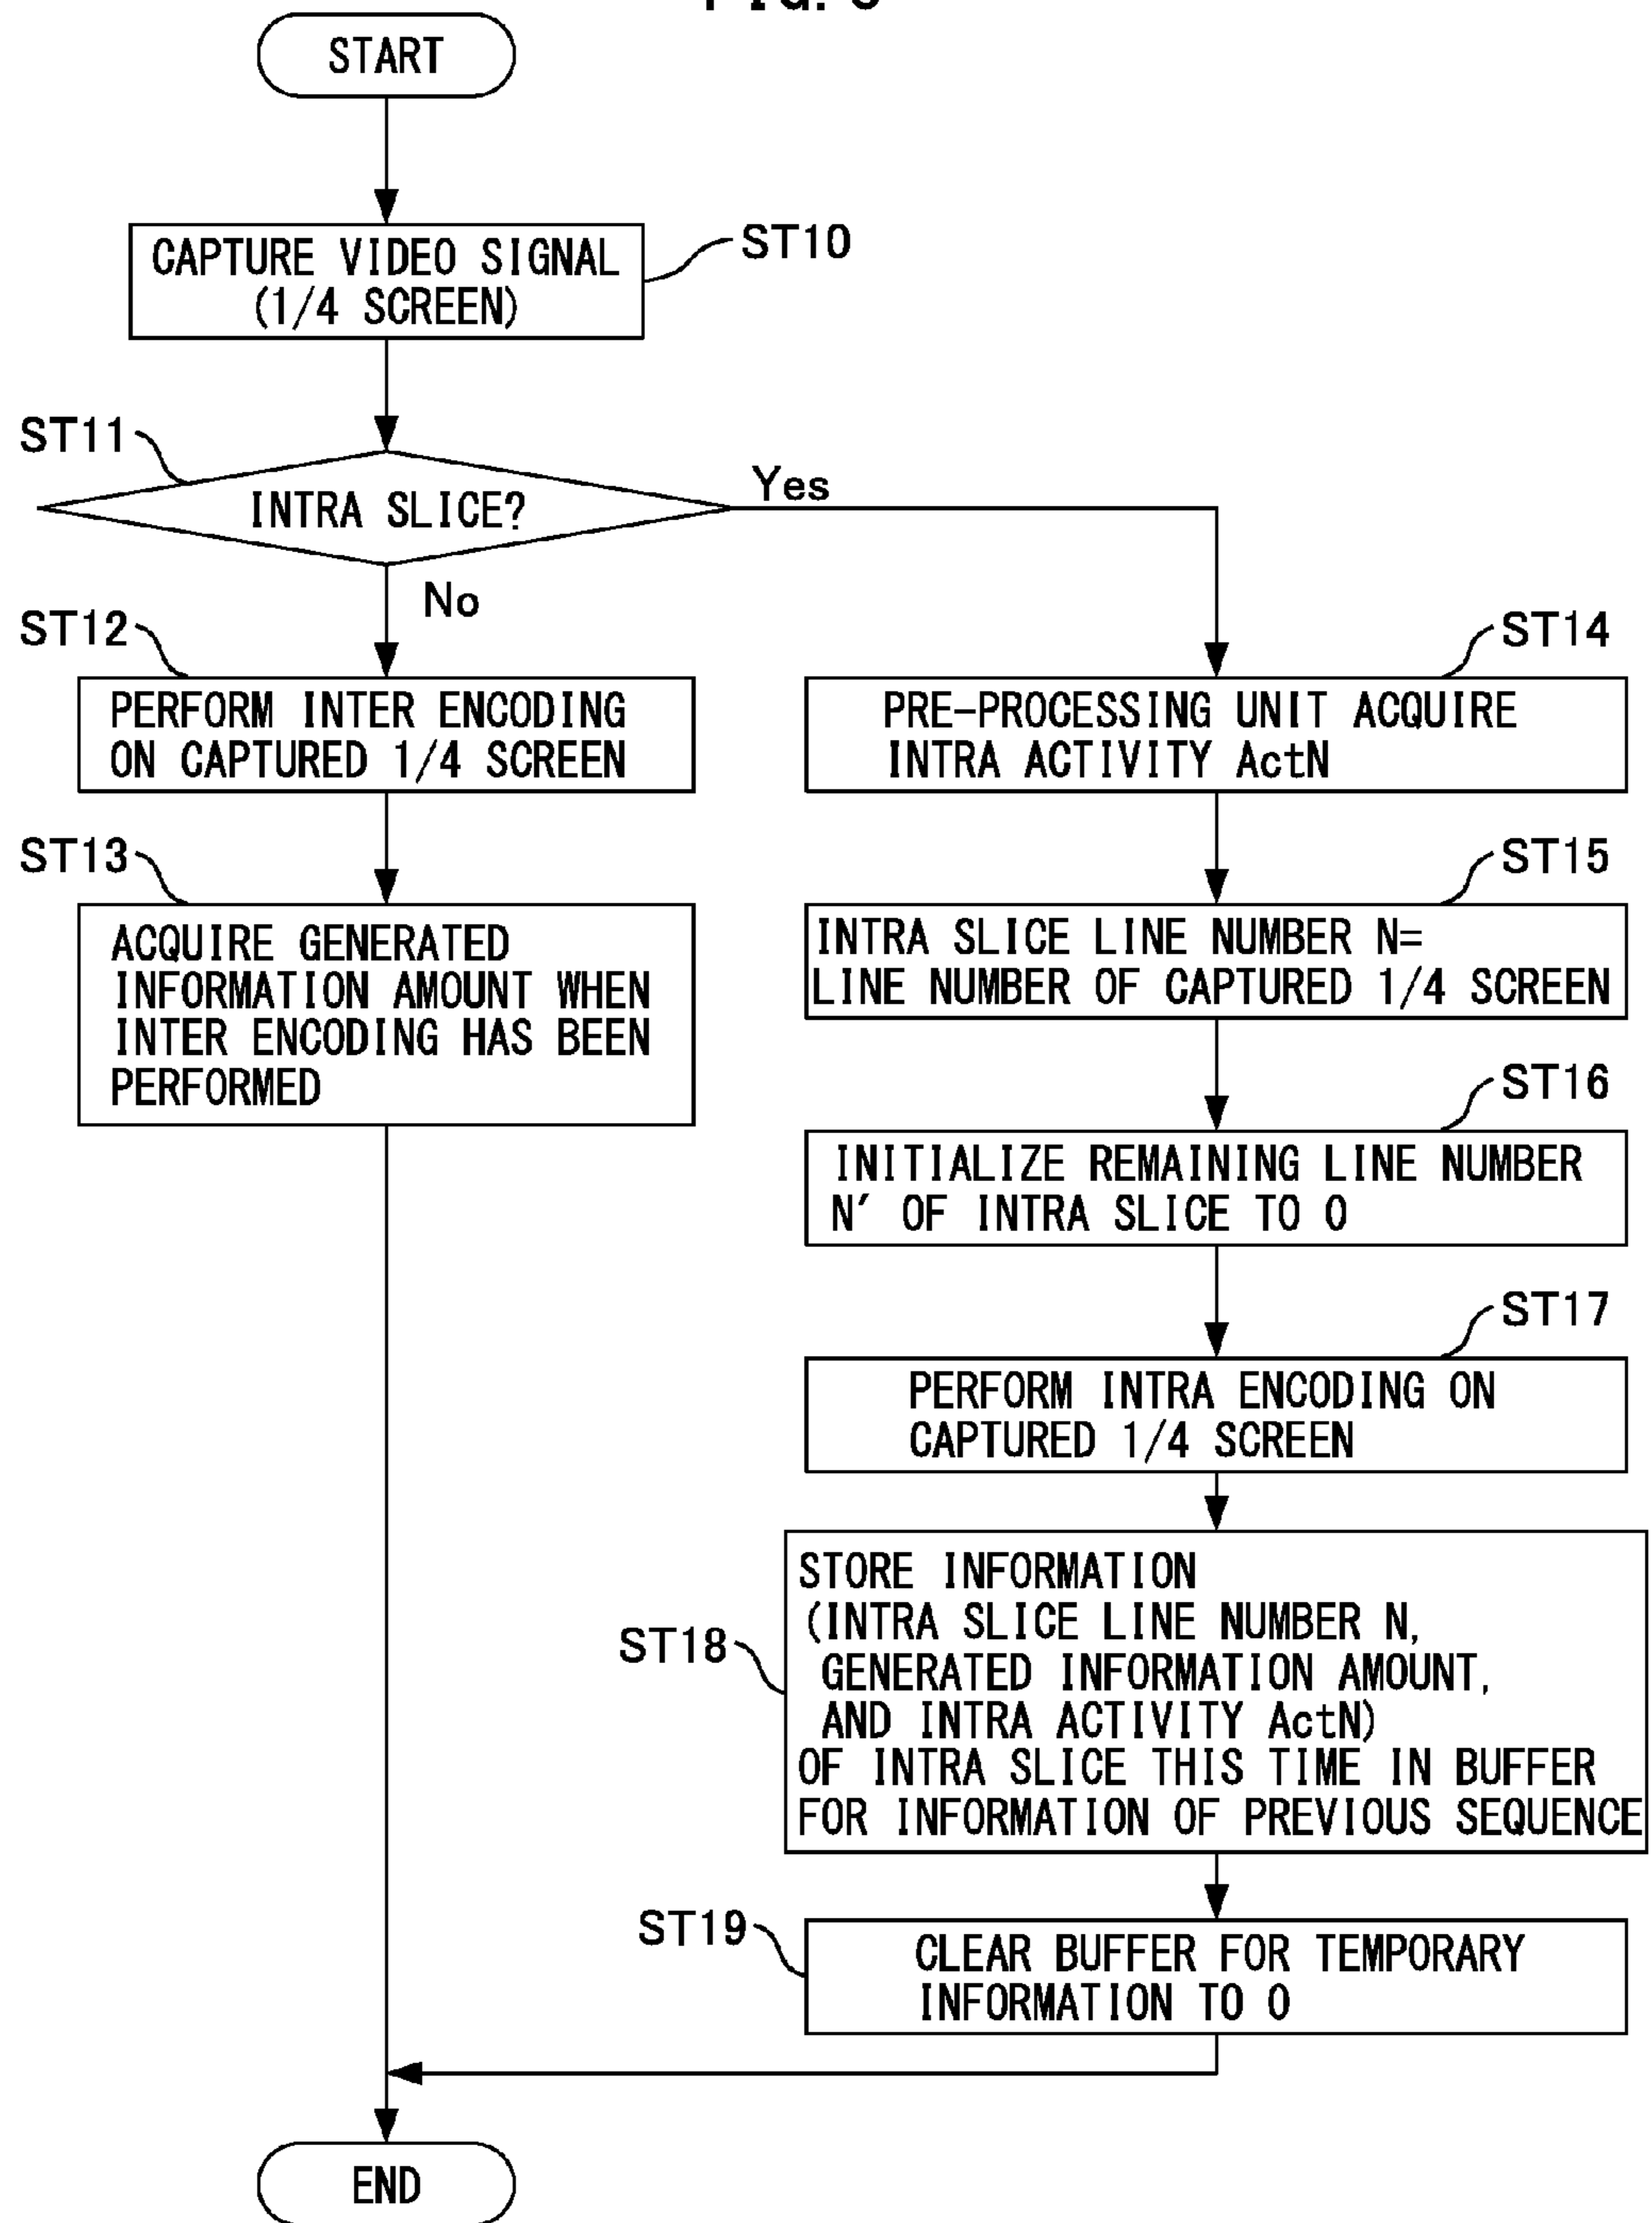 START
CAPTURE VIDEO SIGNAL
(1/4 SCREEN)
ST10
ST11
INTRA SLICE?
Yes
No
ST12
PERFORM INTER ENCODING
ON CAPTURED 1/4 SCREEN
ST13
ACQUIRE GENERATED
INFORMATION AMOUNT WHEN
INTER ENCODING HAS BEEN
PERFORMED
ST14
PRE-PROCESSING UNIT ACQUIRE
INTRA ACTIVITY ActN
ST15
INTRA SLICE LINE NUMBER N=
LINE NUMBER OF CAPTURED 1/4 SCREEN
ST16
INITIALIZE REMAINING LINE NUMBER
N' OF INTRA SLICE TO 0
ST17
PERFORM INTRA ENCODING ON
CAPTURED 1/4 SCREEN
ST18
STORE INFORMATION
(INTRA SLICE LINE NUMBER N,
GENERATED INFORMATION AMOUNT,
AND INTRA ACTIVITY ActN)
OF INTRA SLICE THIS TIME IN BUFFER
FOR INFORMATION OF PREVIOUS SEQUENCE
ST19
CLEAR BUFFER FOR TEMPORARY
INFORMATION TO 0
END